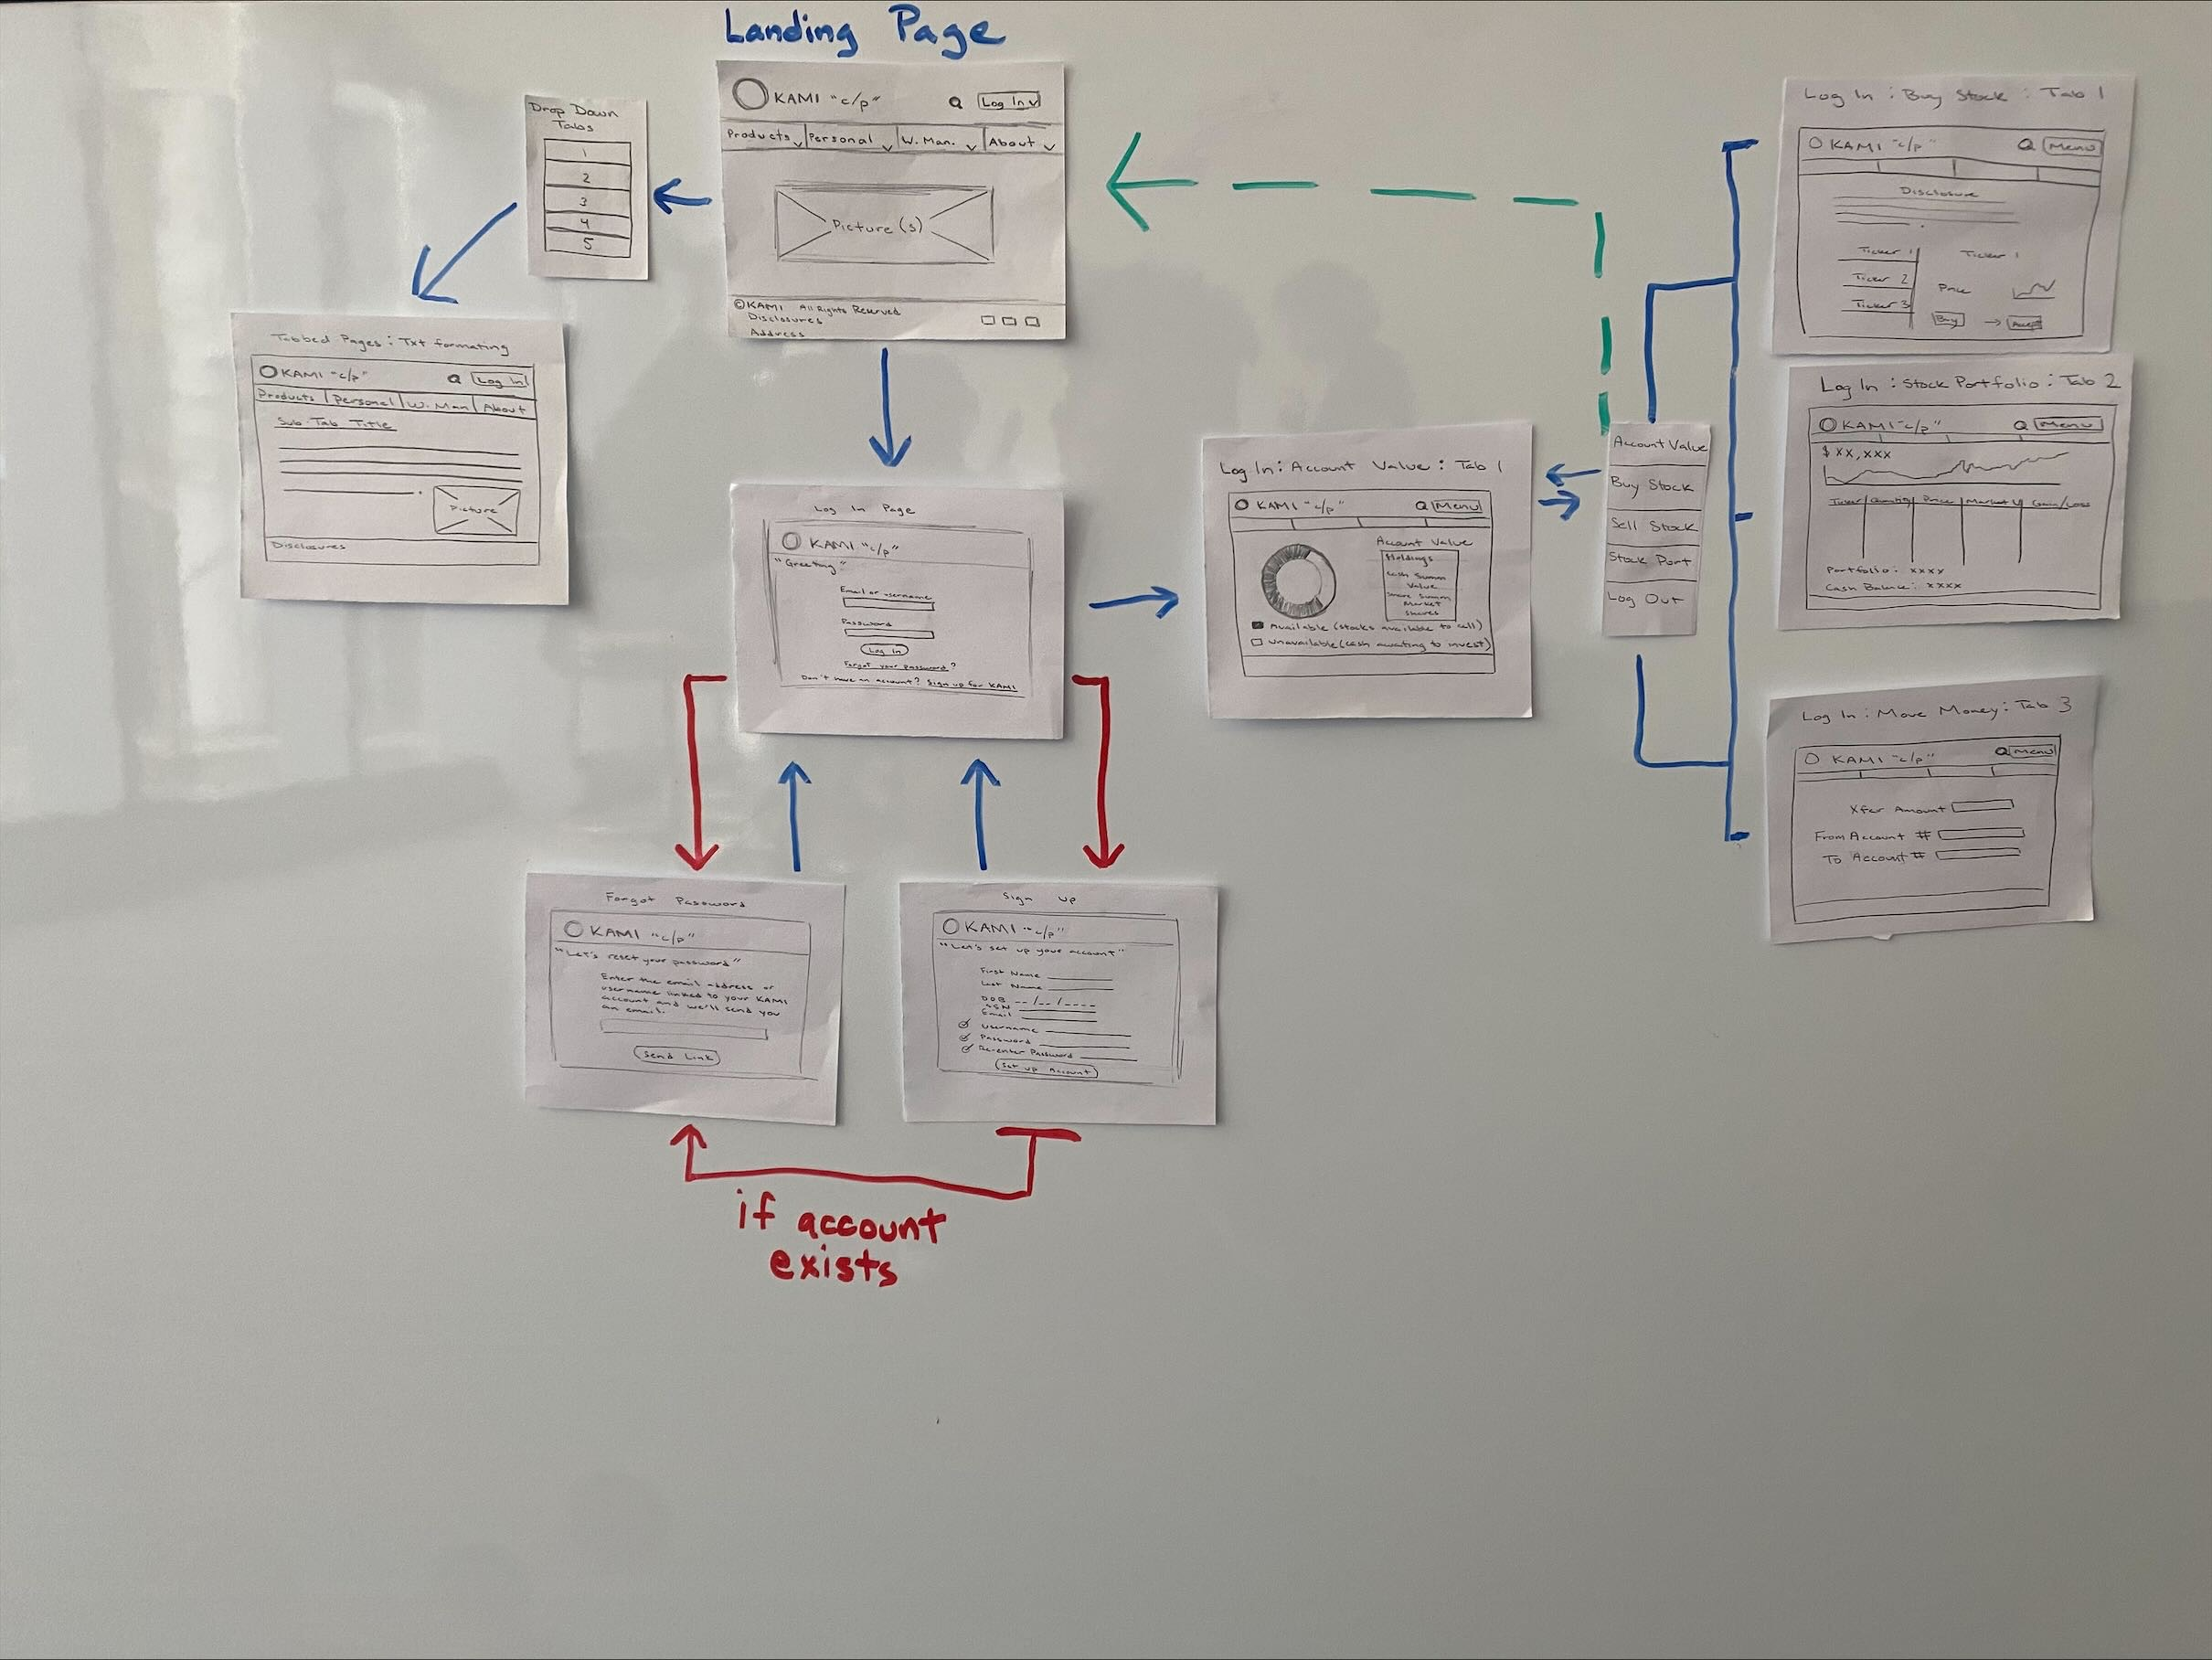 Landing Page
KAMI "c/p"
Log In
Products
Personal
W. Man.
About
Picture(s)
©KAMI All Rights Reserved
Disclosures
Address
Drop Down
Tabs
1
2
3
4
5
Tabbed Pages: Txt formating
KAMI "c/p"
Log In
Products
Personal
W. Man
About
Sub-Tab Title
Picture
Disclosures
Log In Page
KAMI "c/p"
"Greeting"
Email or username
Password
Log In
Forgot your password?
Don't have an account? Sign up for KAMI
Forgot Password
KAMI "c/p"
"Let's reset your password"
Enter the email address or
username linked to your KAMI
account and we'll send you
an email.
Send Link
Sign Up
KAMI "c/p"
"Let's set up your account"
First Name
Last Name
DOB --/--/----
SSN
Email
Username
Password
Re-enter Password
Set up Account
if account
exists
Log In: Account Value: Tab 1
KAMI "c/p"
Menu
Account Value
Holdings
Cash Summ
Value
Share Summ
Market
Shares
Available (stocks available to sell)
Unavailable (cash awaiting to invest)
Account Value
Buy Stock
Sell Stock
Stock Port
Log Out
Log In: Buy Stock: Tab 1
KAMI "c/p"
Menu
Disclosure
Ticker 1
Ticker 2
Ticker 3
Ticker 1
Price
Buy
Log In: Stock Portfolio: Tab 2
KAMI "c/p"
Menu
$ XX,XXX
Ticker
Quantity
Price
Market V
Gain/Loss
Portfolio: XXXX
Cash Balance: XXXX
Log In: Move Money: Tab 3
KAMI "c/p"
Menu
Xfer Amount
From Account #
To Account #